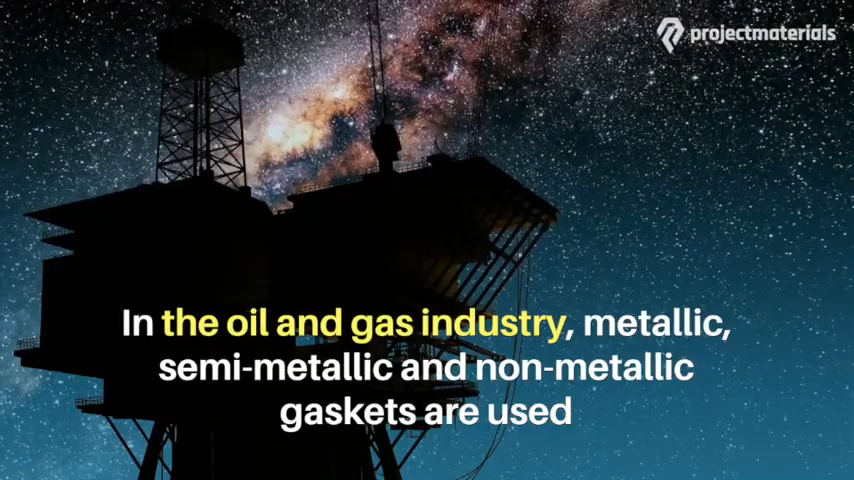 projectmaterials
In the oil and gas industry, metallic,
semi-metallic and non-metallic
gaskets are used